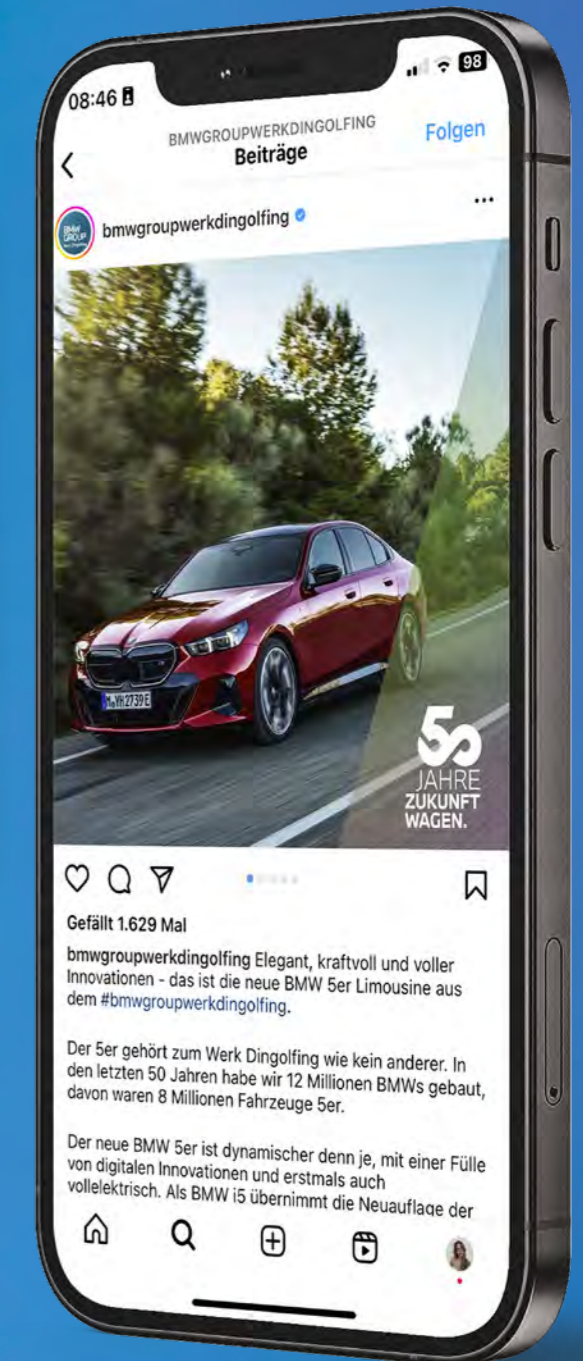 08:46
98
BMWGROUPWERKDINGOLFING
Beiträge
Folgen
BMW
GROUP
bmwgroupwerkdingolfing
M YH 2739E
50
JAHRE
ZUKUNFT
WAGEN.
Gefällt 1.629 Mal
bmwgroupwerkdingolfing Elegant, kraftvoll und voller
Innovationen - das ist die neue BMW 5er Limousine aus
dem #bmwgroupwerkdingolfing.
Der 5er gehört zum Werk Dingolfing wie kein anderer. In
den letzten 50 Jahren habe wir 12 Millionen BMWs gebaut,
davon waren 8 Millionen Fahrzeuge 5er.
Der neue BMW 5er ist dynamischer denn je, mit einer Fülle
von digitalen Innovationen und erstmals auch
vollelektrisch. Als BMW i5 übernimmt die Neuauflage der